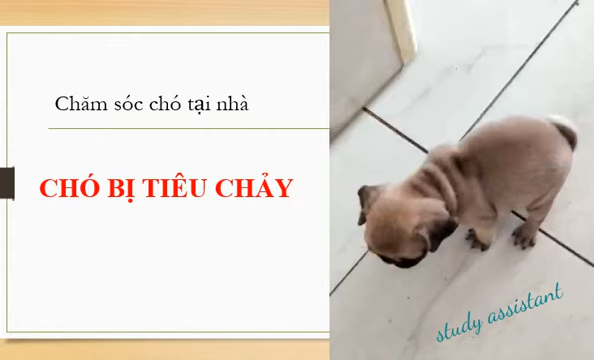 Chăm sóc chó tại nhà
CHÓ BỊ TIÊU CHẢY
study assistant